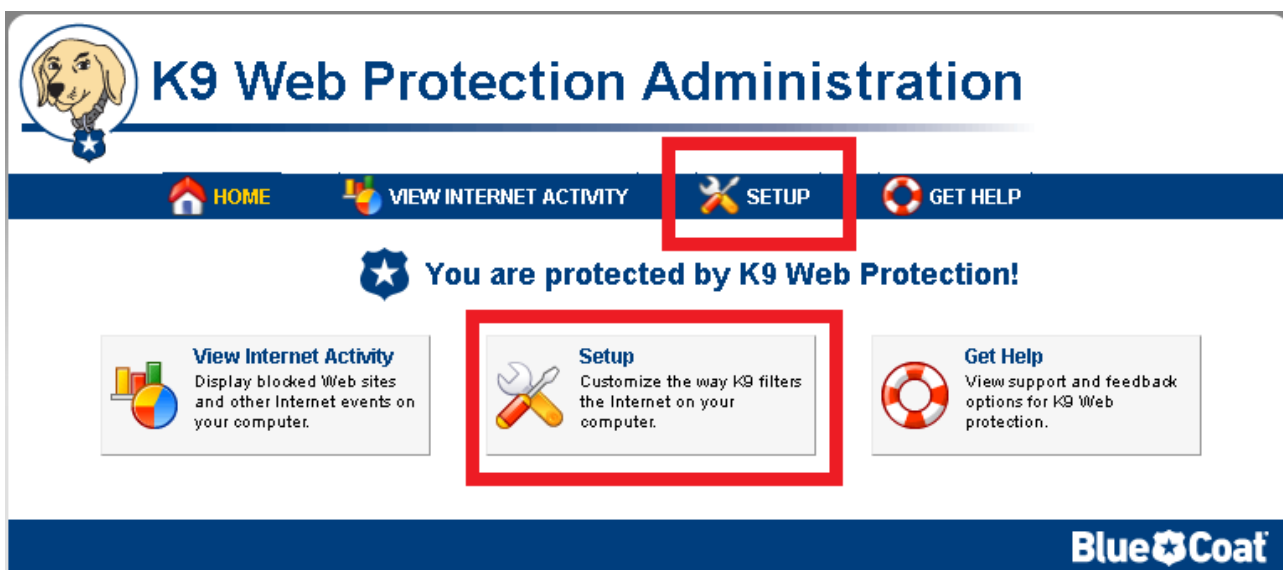 K9 Web Protection Administration
HOME
VIEW INTERNET ACTIVITY
SETUP
GET HELP
You are protected by K9 Web Protection!
View Internet Activity
Display blocked Web sites
and other Internet events on
your computer.
Setup
Customize the way K9 filters
the Internet on your
computer.
Get Help
View support and feedback
options for K9 Web
protection.
Blue Coat